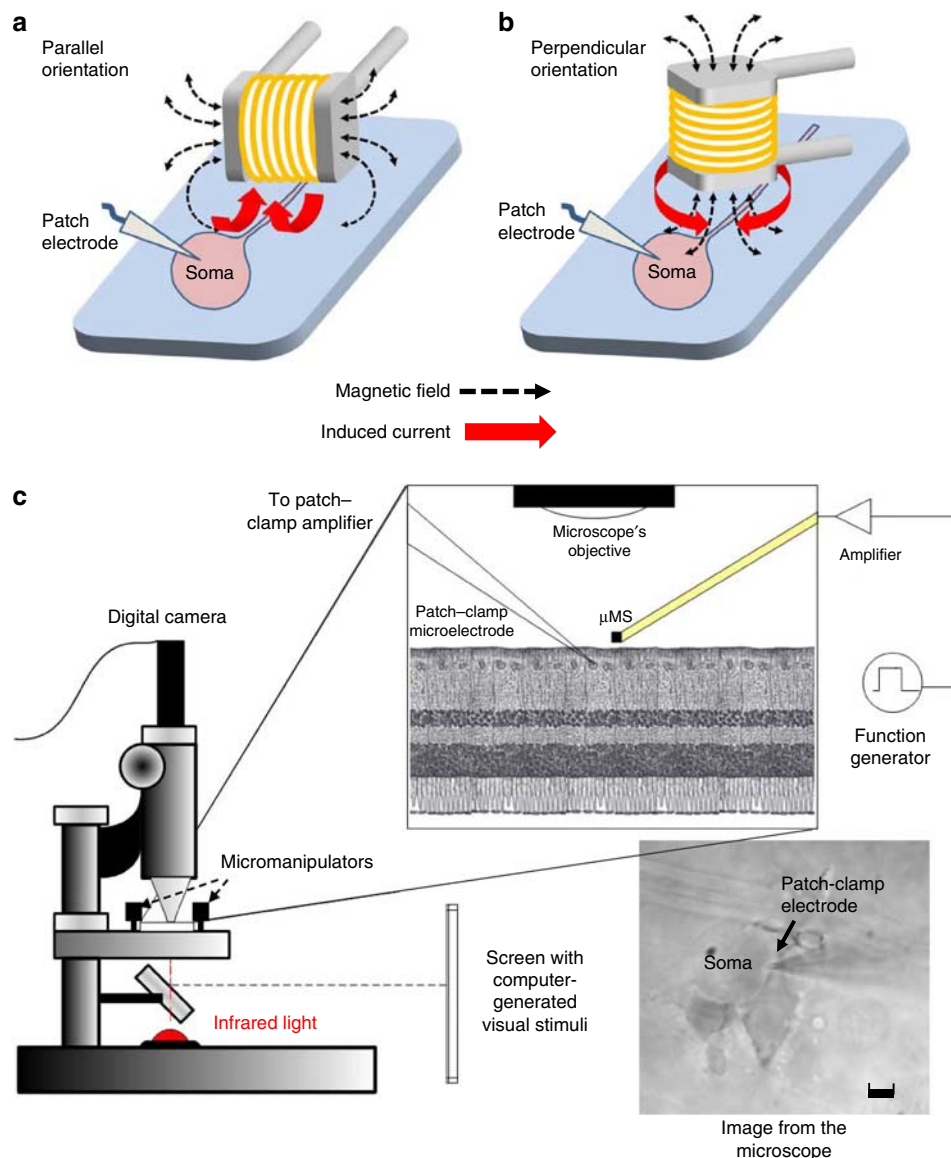 a
Parallel
orientation
Patch
electrode
Soma
b
Perpendicular
orientation
Patch
electrode
Soma
Magnetic field
Induced current
c
To patch–
clamp amplifier
Microscope's
objective
Amplifier
Patch–clamp
microelectrode
μMS
Function
generator
Digital camera
Micromanipulators
Infrared light
Screen with
computer-
generated
visual stimuli
Patch-clamp
electrode
Soma
Image from the
microscope